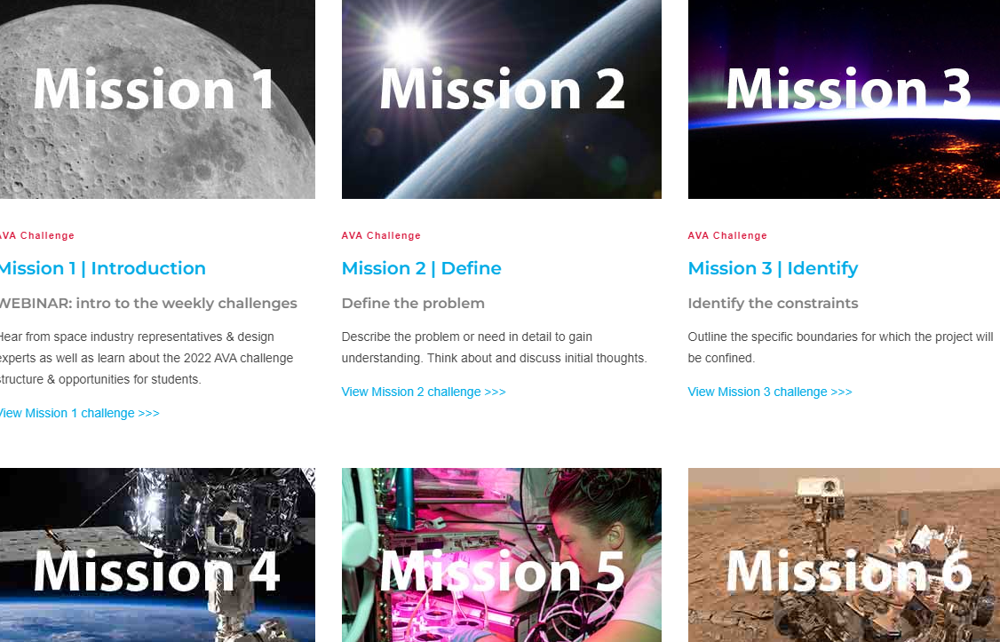 Mission 1
Mission 2
Mission 3
AVA Challenge
Mission 1 | Introduction
WEBINAR: intro to the weekly challenges
Hear from space industry representatives & design
experts as well as learn about the 2022 AVA challenge
structure & opportunities for students.
View Mission 1 challenge >>>
AVA Challenge
Mission 2 | Define
Define the problem
Describe the problem or need in detail to gain
understanding. Think about and discuss initial thoughts.
View Mission 2 challenge >>>
AVA Challenge
Mission 3 | Identify
Identify the constraints
Outline the specific boundaries for which the project will
be confined.
View Mission 3 challenge >>>
Mission 4
Mission 5
Mission 6